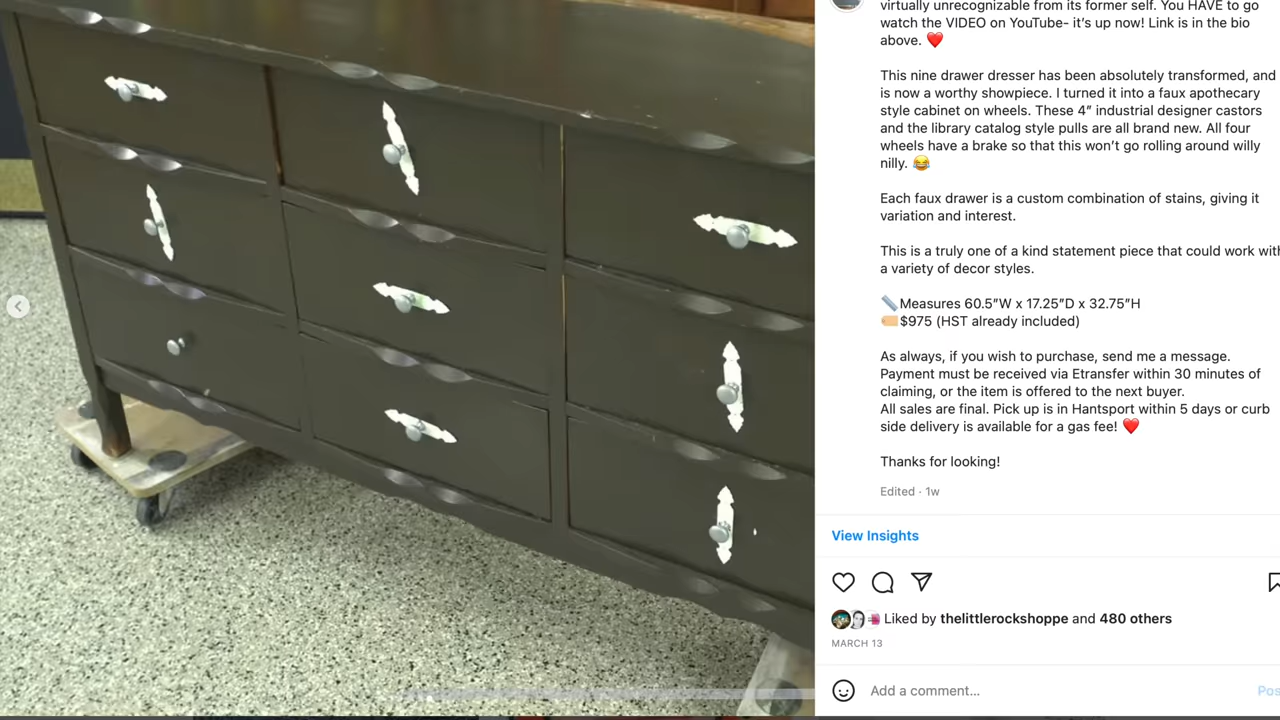 virtually unrecognizable from its former self. You HAVE to go
watch the VIDEO on YouTube- it's up now! Link is in the bio
above. ❤️
This nine drawer dresser has been absolutely transformed, and
is now a worthy showpiece. I turned it into a faux apothecary
style cabinet on wheels. These 4” industrial designer castors
and the library catalog style pulls are all brand new. All four
wheels have a brake so that this won't go rolling around willy
nilly. 😂
Each faux drawer is a custom combination of stains, giving it
variation and interest.
This is a truly one of a kind statement piece that could work with
a variety of decor styles.
📏Measures 60.5”W x 17.25”D x 32.75”H
🏷️$975 (HST already included)
As always, if you wish to purchase, send me a message.
Payment must be received via Etransfer within 30 minutes of
claiming, or the item is offered to the next buyer.
All sales are final. Pick up is in Hantsport within 5 days or curb
side delivery is available for a gas fee! ❤️
Thanks for looking!
Edited · 1w
View Insights
Liked by thelittlerockshoppe and 480 others
MARCH 13
Add a comment...
Pos